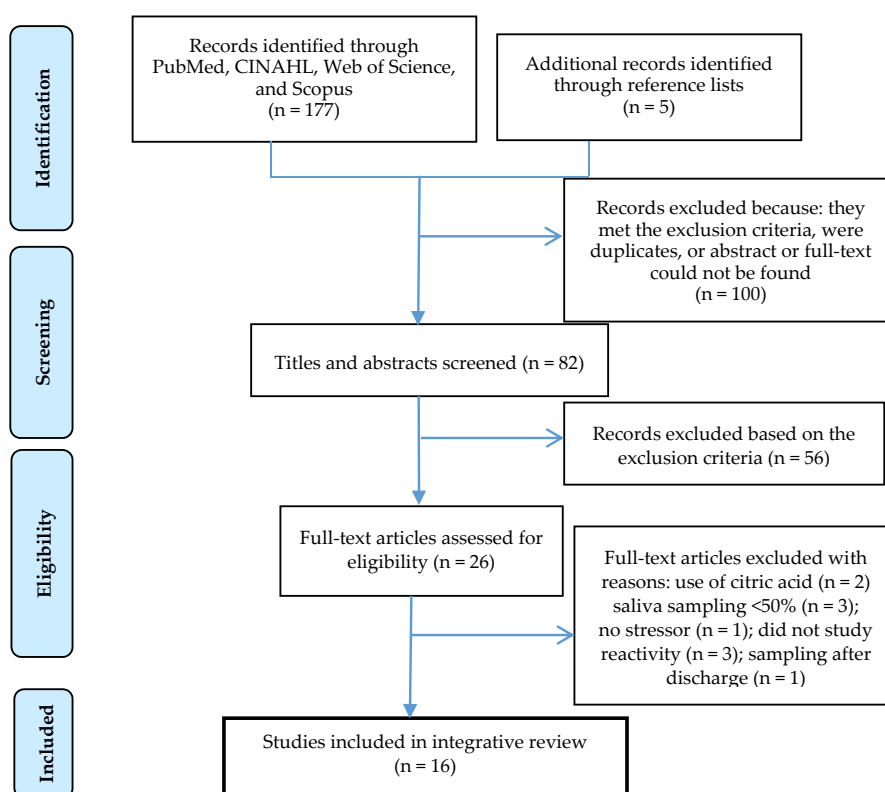 Identification
Records identified through
PubMed, CINAHL, Web of Science,
and Scopus
(n = 177)
Additional records identified
through reference lists
(n = 5)
Records excluded because: they
met the exclusion criteria, were
duplicates, or abstract or full-text
could not be found
(n = 100)
Screening
Titles and abstracts screened (n = 82)
Records excluded based on the
exclusion criteria (n = 56)
Eligibility
Full-text articles assessed for
eligibility (n = 26)
Full-text articles excluded with
reasons: use of citric acid (n = 2)
saliva sampling <50% (n = 3);
no stressor (n = 1); did not study
reactivity (n = 3); sampling after
discharge (n = 1)
Included
Studies included in integrative review
(n = 16)